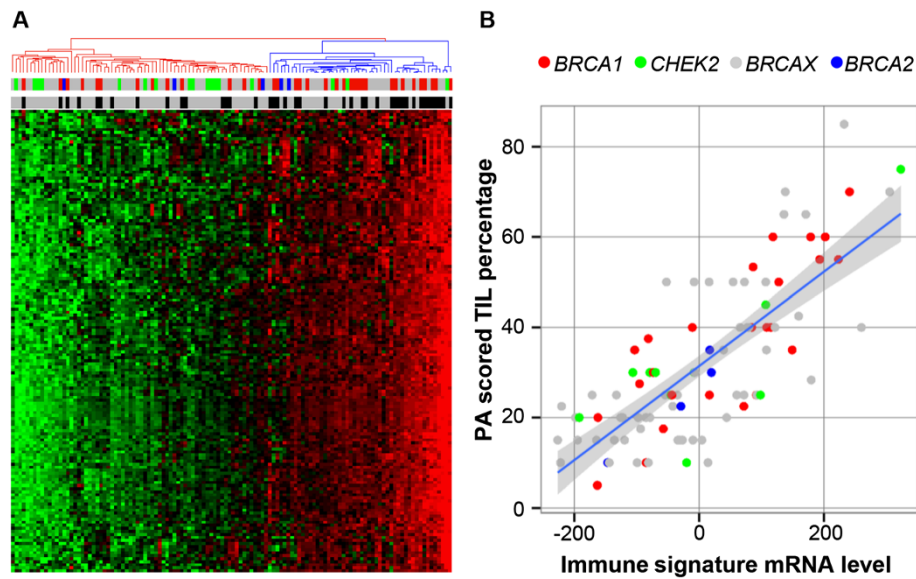 A
B
BRCA1 CHEK2 BRCAX BRCA2
PA scored TIL percentage
80
60
40
20
0
-200 0 200
Immune signature mRNA level